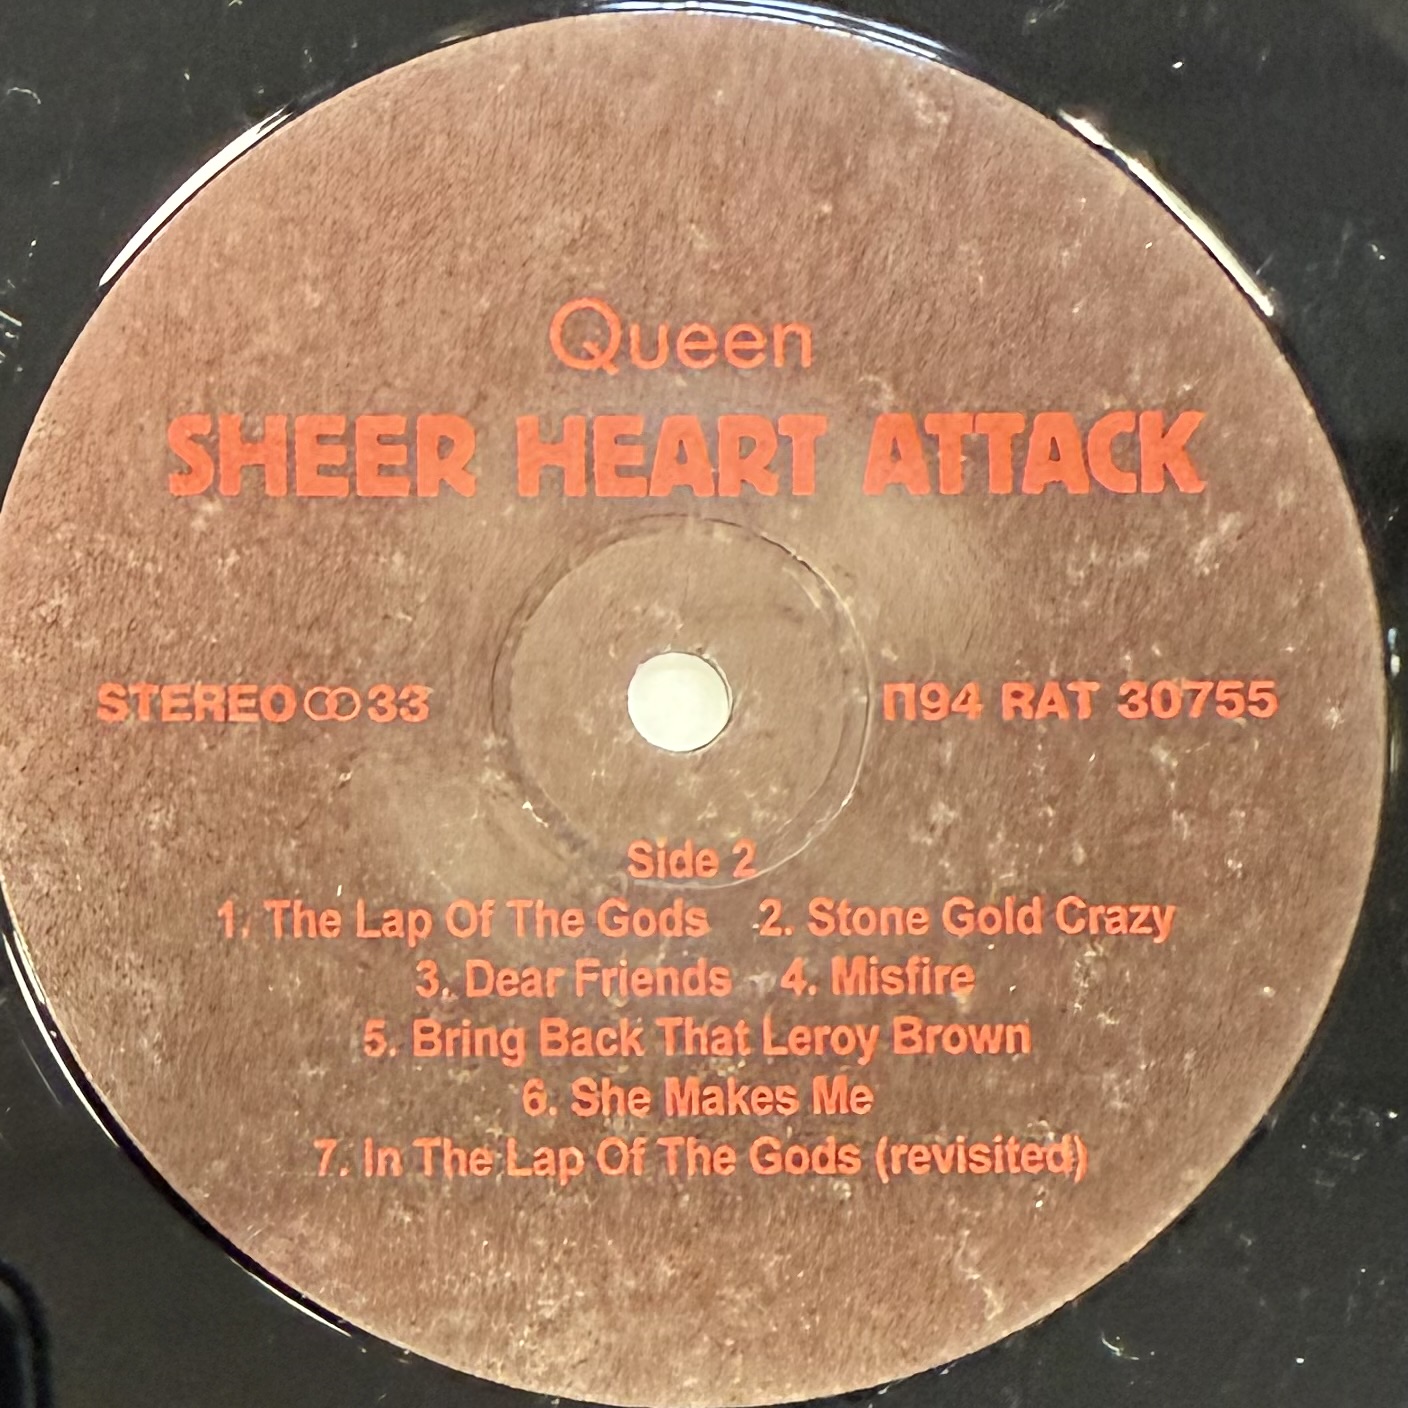 Queen
SHEER HEART ATTACK
STEREO ꝏ 33
П94 RAT 30755
Side 2
1. The Lap Of The Gods 2. Stone Gold Crazy
3. Dear Friends 4. Misfire
5. Bring Back That Leroy Brown
6. She Makes Me
7. In The Lap Of The Gods (revisited)